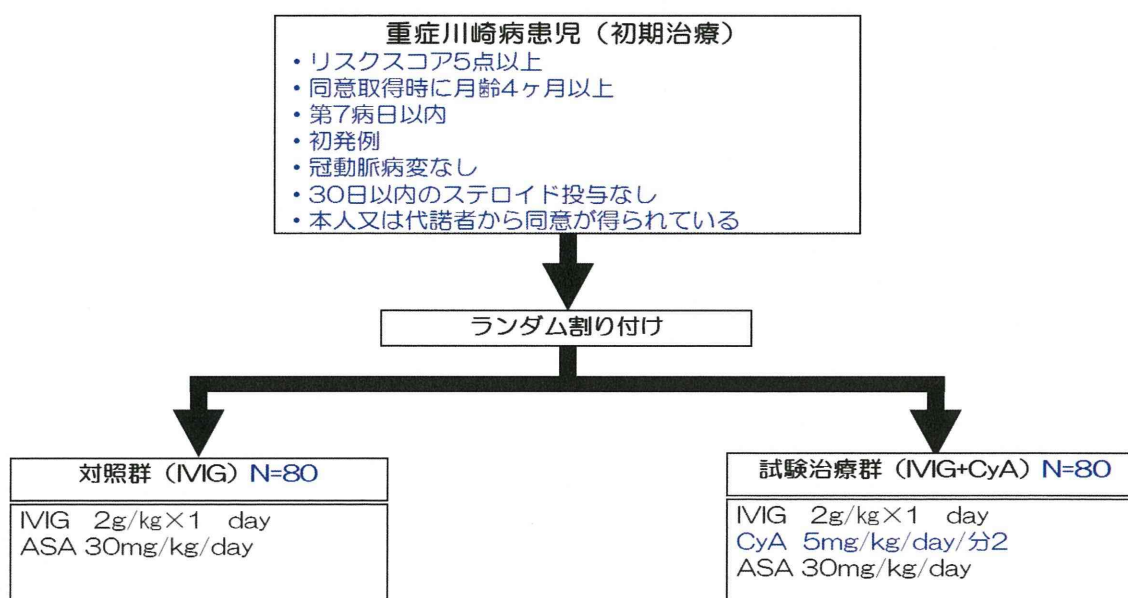 重症川崎病患児（初期治療）
・リスクスコア5点以上
・同意取得時に月齢4ヶ月以上
・第7病日以内
・初発例
・冠動脈病変なし
・30日以内のステロイド投与なし
・本人又は代諾者から同意が得られている
ランダム割り付け
対照群（IVIG）N=80
IVIG 2g/kg×1 day
ASA 30mg/kg/day
試験治療群（IVIG+CyA）N=80
IVIG 2g/kg×1 day
CyA 5mg/kg/day/分2
ASA 30mg/kg/day